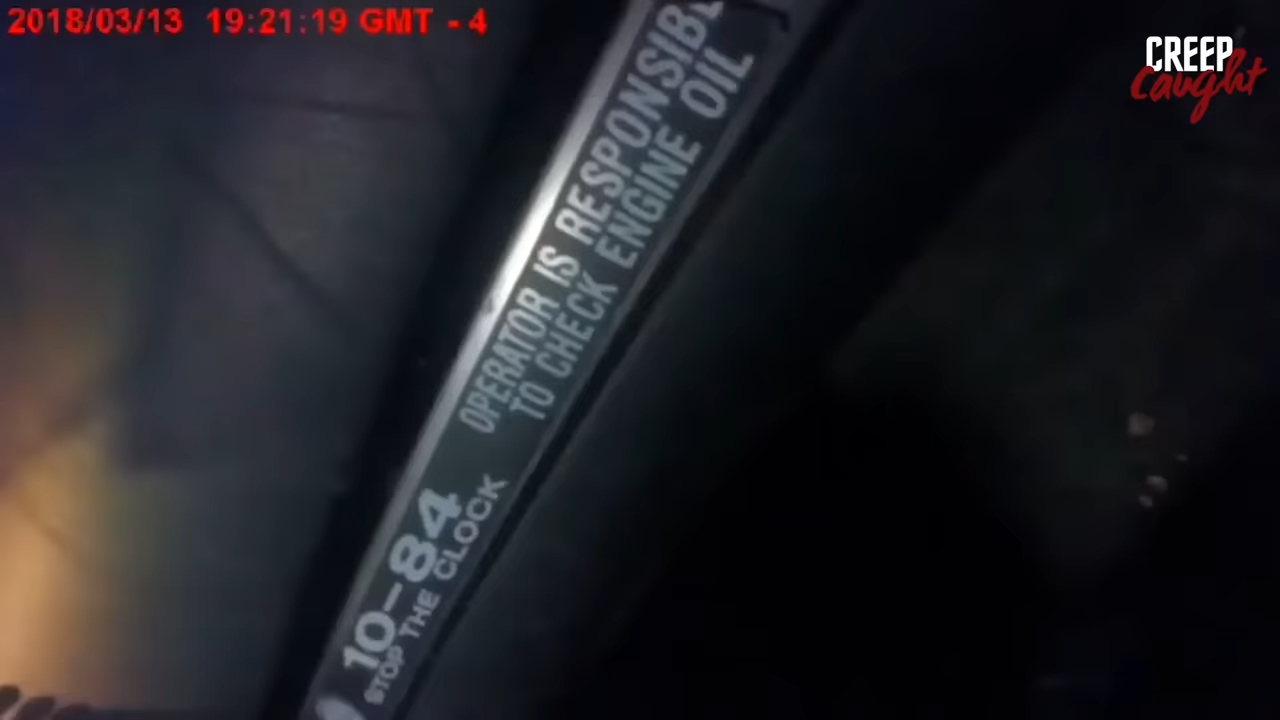 2018/03/13 19:21:19 GMT - 4
CREEP
Caught
OPERATOR IS RESPONSIBLE
TO CHECK ENGINE OIL
10-84
STOP THE CLOCK